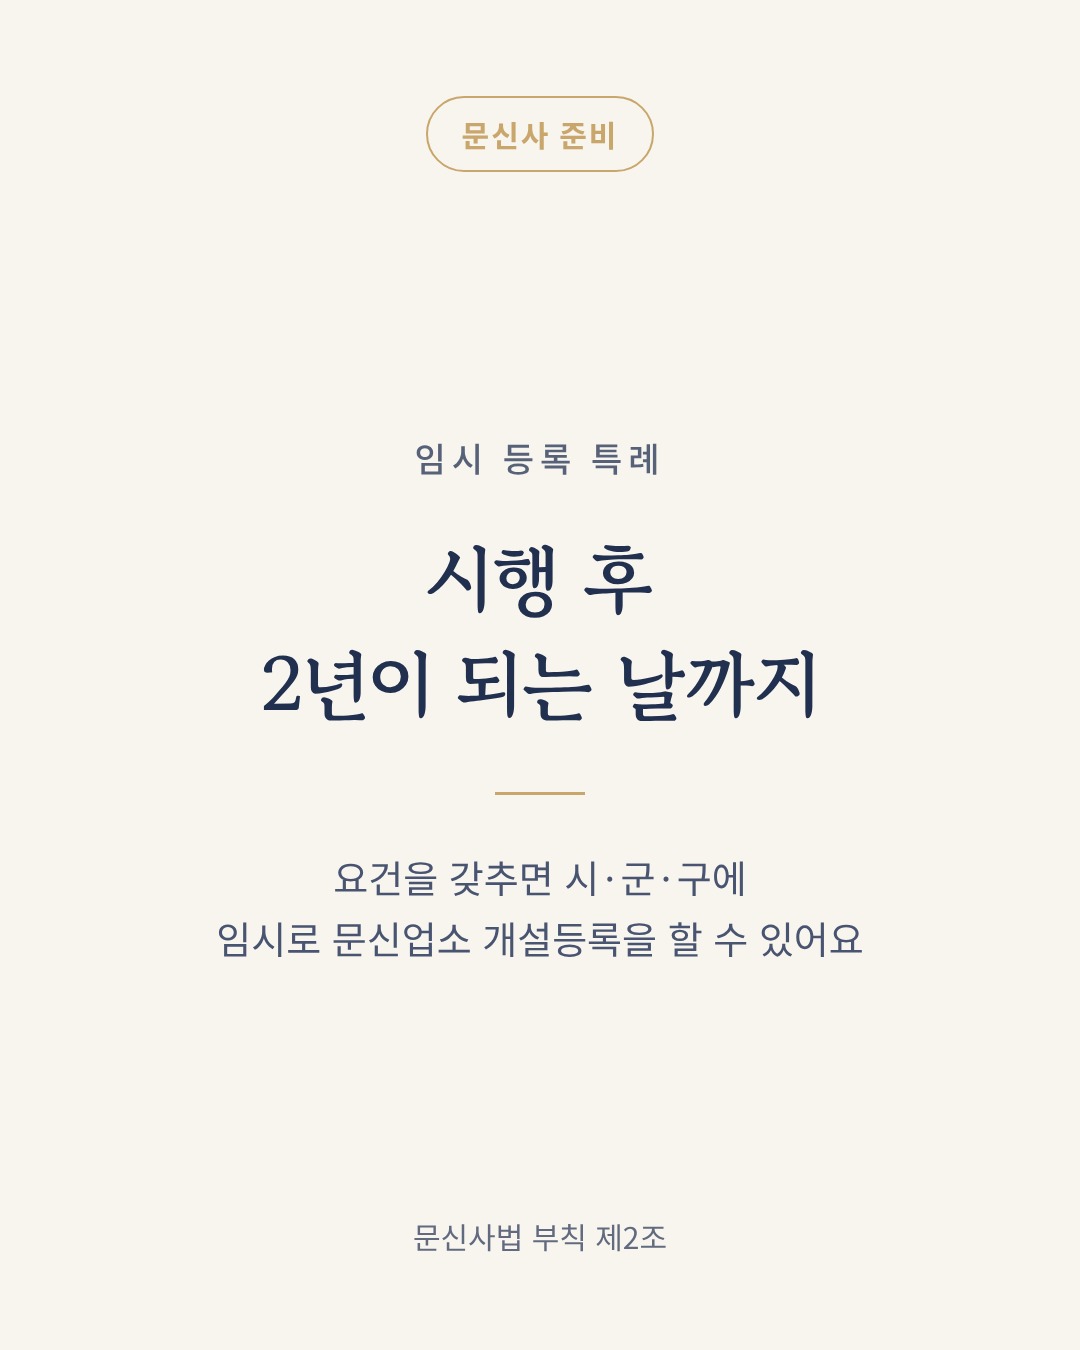 문신사 준비
임시 등록 특례
시행 후
2년이 되는 날까지
요건을 갖추면 시·군·구에
임시로 문신업소 개설등록을 할 수 있어요
문신사법 부칙 제2조